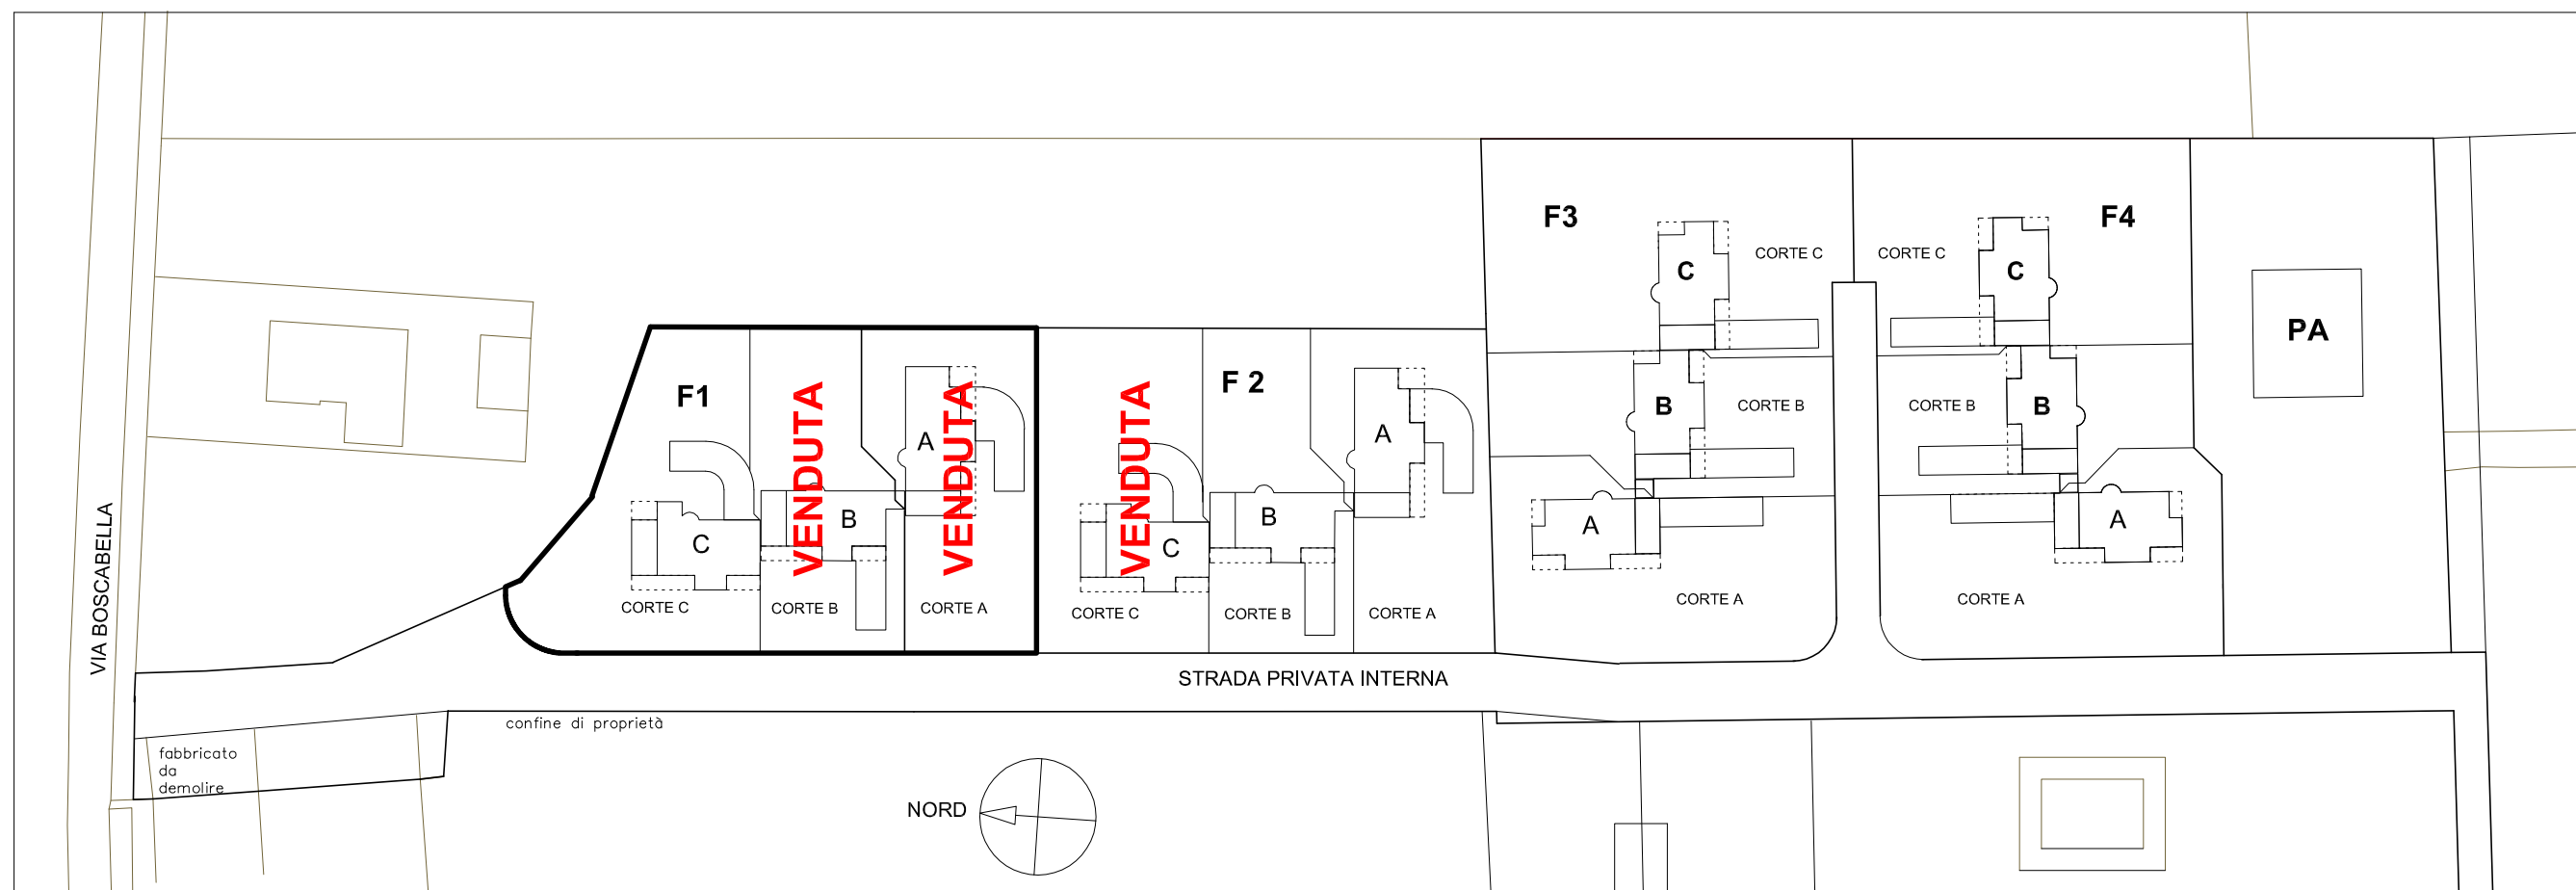 F3
F4
CORTE C
CORTE C
C
C
PA
F1
F 2
VENDUTA
VENDUTA
VENDUTA
B
CORTE B
CORTE B
B
A
A
C
B
C
B
A
A
VIA BOSCABELLA
CORTE C
CORTE B
CORTE A
CORTE C
CORTE B
CORTE A
CORTE A
CORTE A
STRADA PRIVATA INTERNA
confine di proprietà
fabbricato
da
demolire
NORD